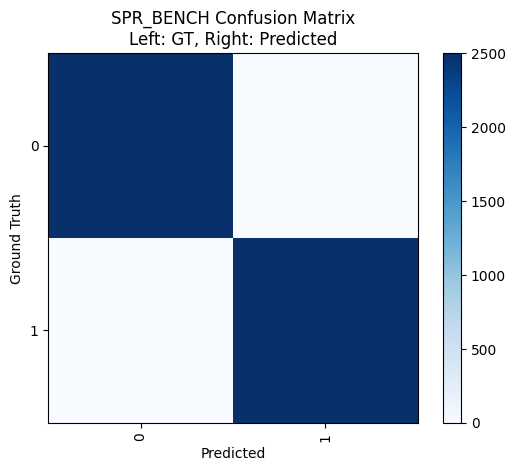 SPR_BENCH Confusion Matrix
Left: GT, Right: Predicted
Ground Truth
0
1
0
1
Predicted
2500
2000
1500
1000
500
0